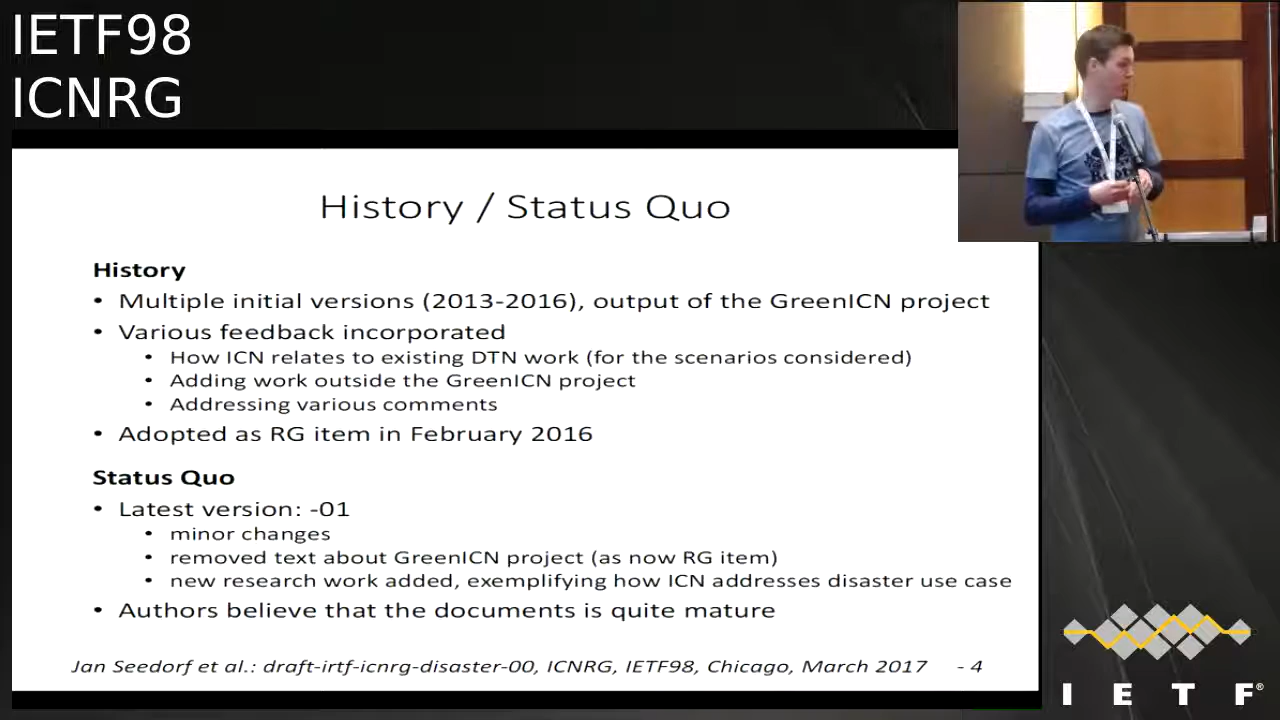 IETF98
ICNRG
History / Status Quo
History
• Multiple initial versions (2013-2016), output of the GreenICN project
• Various feedback incorporated
• How ICN relates to existing DTN work (for the scenarios considered)
• Adding work outside the GreenICN project
• Addressing various comments
• Adopted as RG item in February 2016
Status Quo
• Latest version: -01
• minor changes
• removed text about GreenICN project (as now RG item)
• new research work added, exemplifying how ICN addresses disaster use case
• Authors believe that the documents is quite mature
Jan Seedorf et al.: draft-irtf-icnrg-disaster-00, ICNRG, IETF98, Chicago, March 2017 - 4
I E T F®